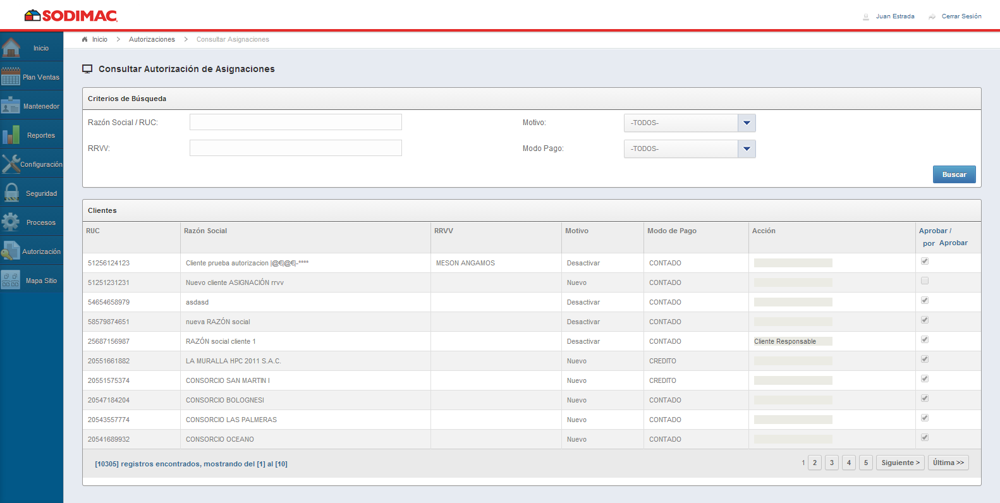 SODIMAC
Juan Estrada
Cerrar Sesión
Inicio > Autorizaciones > Consultar Asignaciones
Inicio
Plan Ventas
Mantenedor
Reportes
Configuración
Seguridad
Procesos
Autorización
Mapa Sitio
Consultar Autorización de Asignaciones
Criterios de Búsqueda
Razón Social / RUC:
Motivo: -TODOS-
RRVV:
Modo Pago: -TODOS-
Buscar
Clientes
RUC Razón Social RRVV Motivo Modo de Pago Acción Aprobar /
por Aprobar
51256124123 Cliente prueba autorizacion |@€|@€|-**** MESON ANGAMOS Desactivar CONTADO
51251231231 Nuevo cliente ASIGNACIÓN rrvv Nuevo CONTADO
54654658979 asdasd Desactivar CONTADO
58579874651 nueva RAZÓN social Desactivar CONTADO
25687156987 RAZÓN social cliente 1 Desactivar CONTADO Cliente Responsable
20551661882 LA MURALLA HPC 2011 S.A.C. Nuevo CREDITO
20551575374 CONSORCIO SAN MARTIN I Nuevo CREDITO
20547184204 CONSORCIO BOLOGNESI Nuevo CONTADO
20543557774 CONSORCIO LAS PALMERAS Nuevo CONTADO
20541689932 CONSORCIO OCEANO Nuevo CONTADO
[10305] registros encontrados, mostrando del [1] al [10]
1 2 3 4 5 Siguiente > Última >>